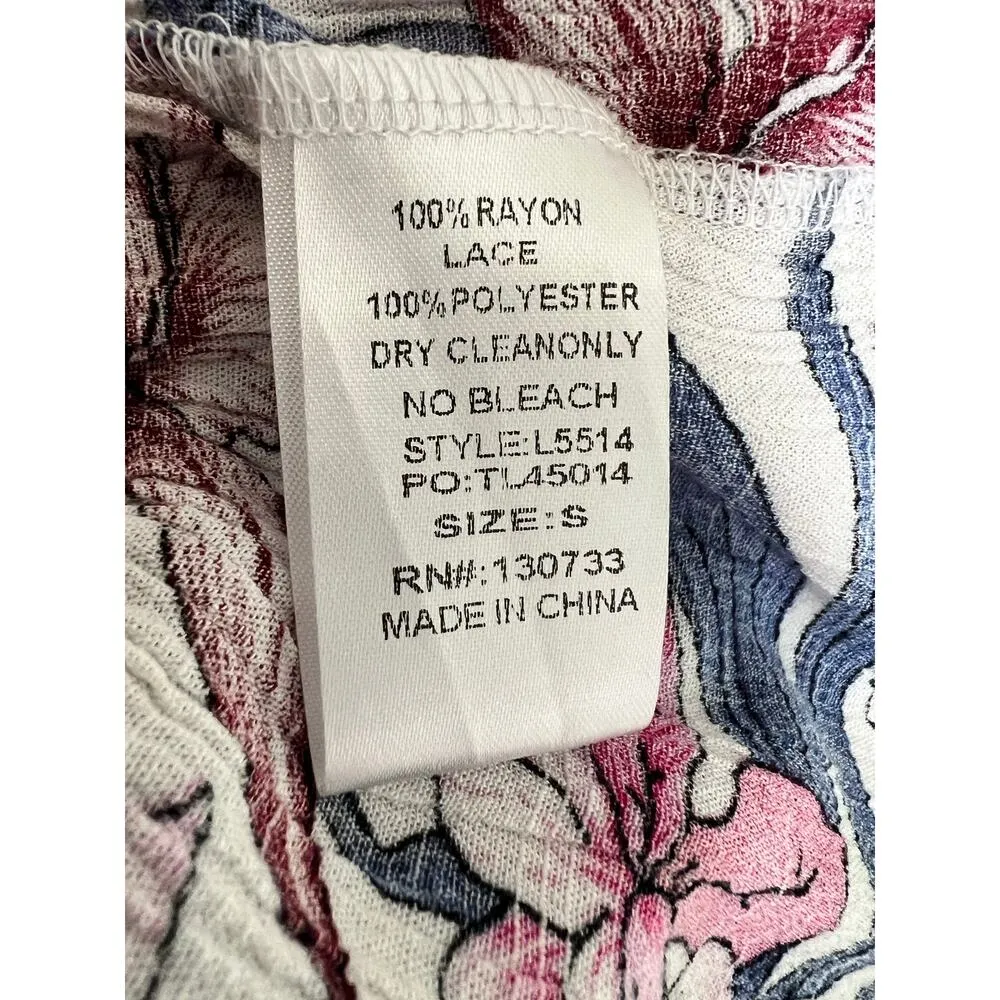 100% RAYON
LACE
100%POLYESTER
DRY CLEANONLY
NO BLEACH
STYLE:L5514
PO:TL45014
SIZE:S
RN#:130733
MADE IN CHINA